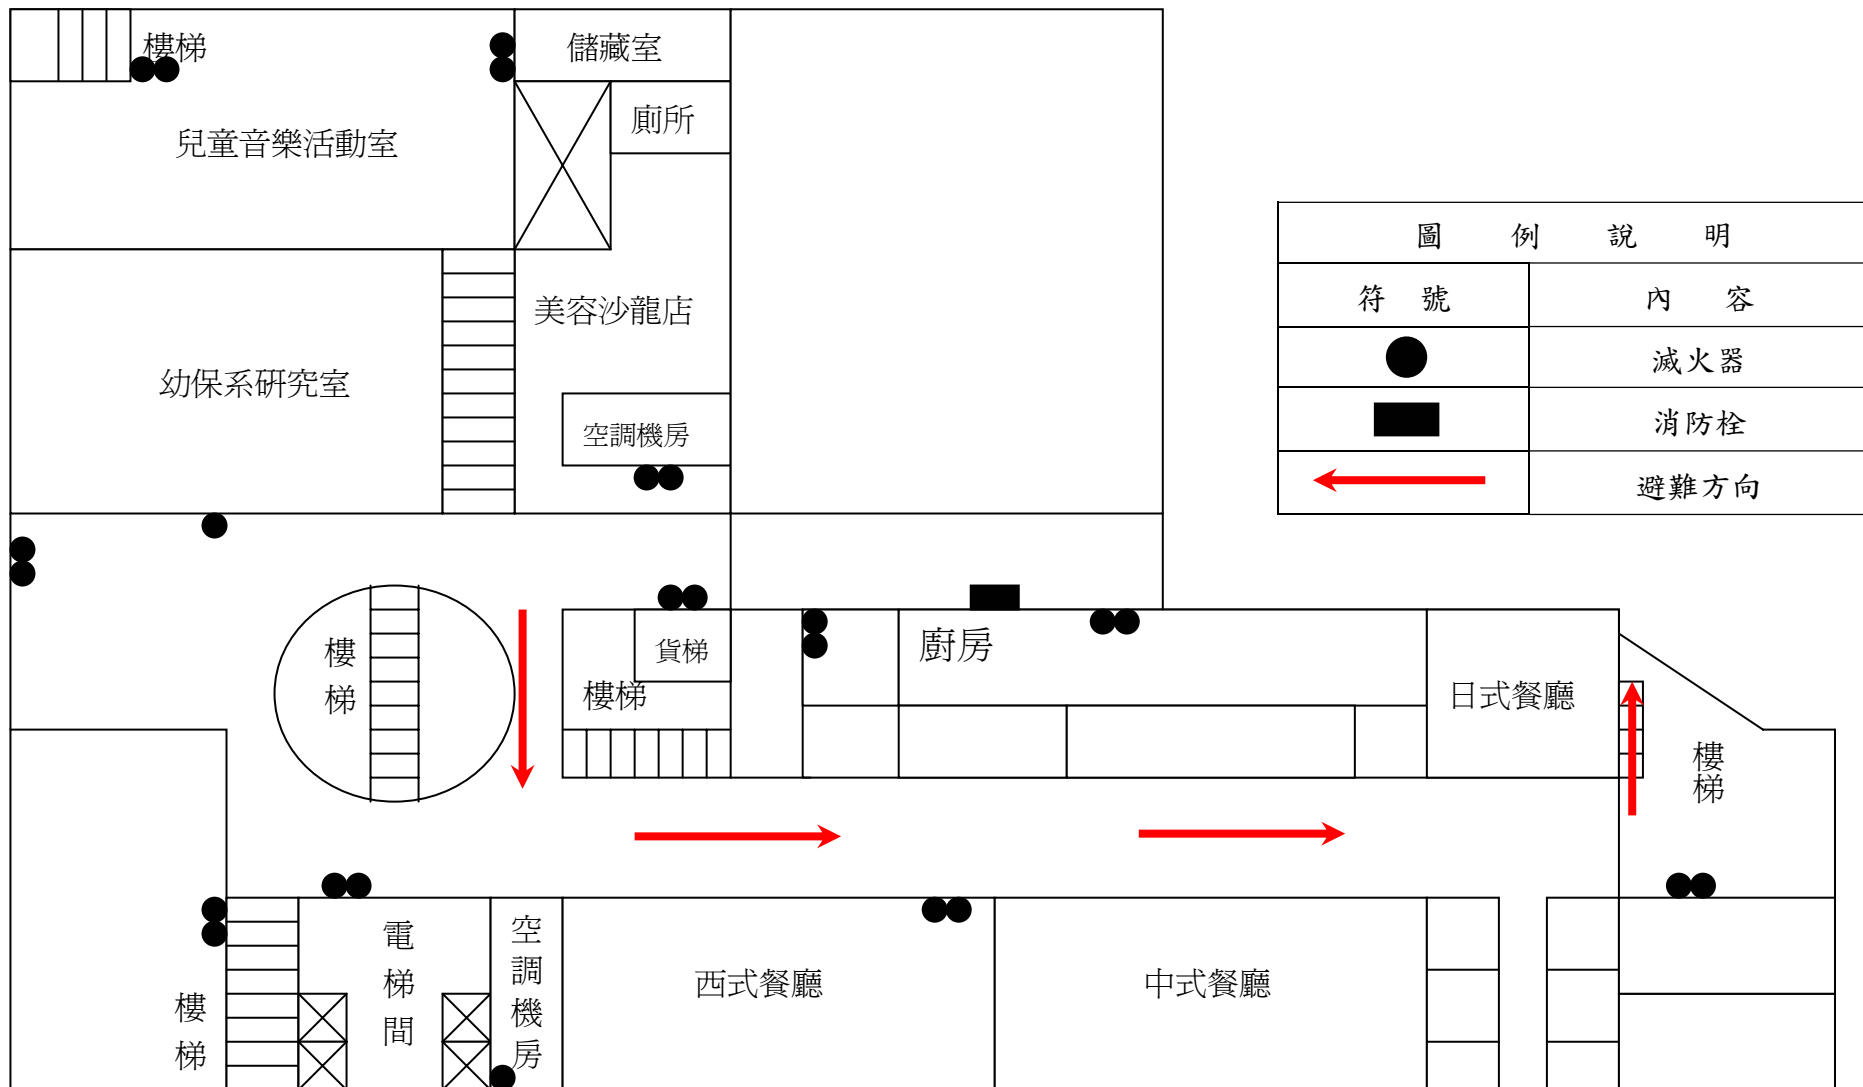 樓梯
儲藏室
廁所
兒童音樂活動室
圖例說明
符號
內容
美容沙龍店
滅火器
幼保系研究室
消防栓
空調機房
避難方向
樓梯
貨梯
樓梯
廚房
日式餐廳
樓梯
樓梯
電梯間
空調機房
西式餐廳
中式餐廳